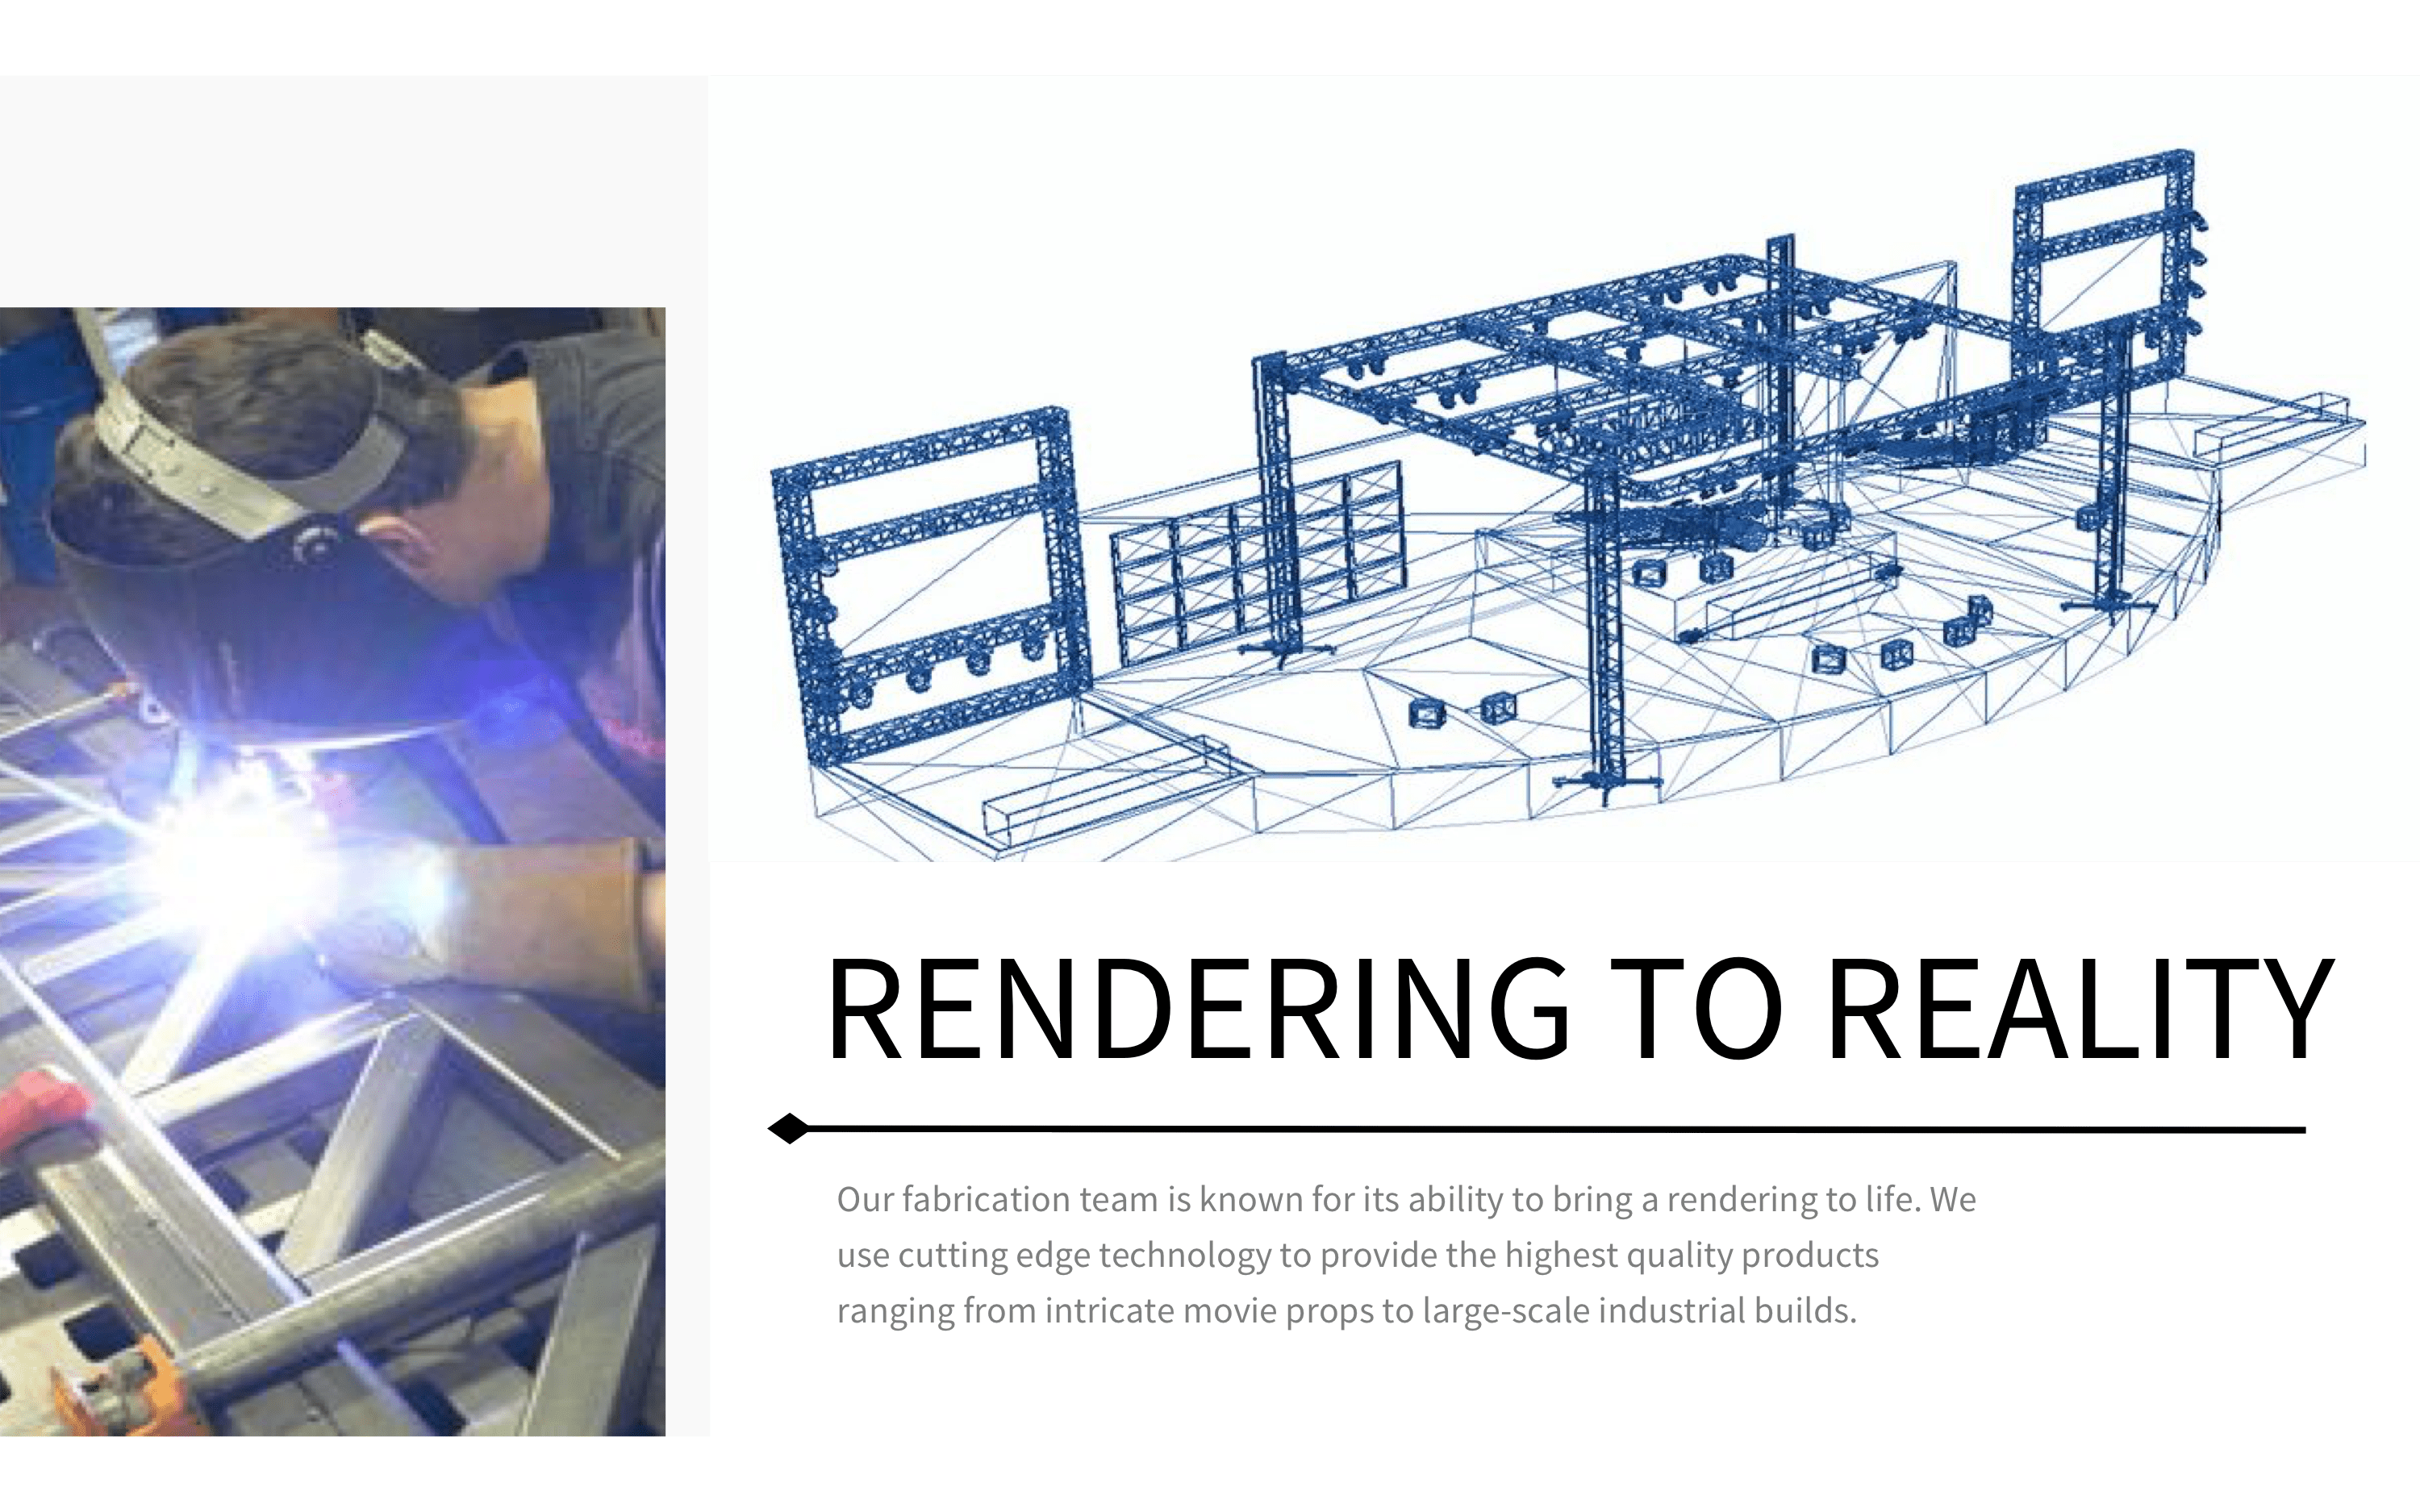 RENDERING TO REALITY
Our fabrication team is known for its ability to bring a rendering to life. We
use cutting edge technology to provide the highest quality products
ranging from intricate movie props to large-scale industrial builds.